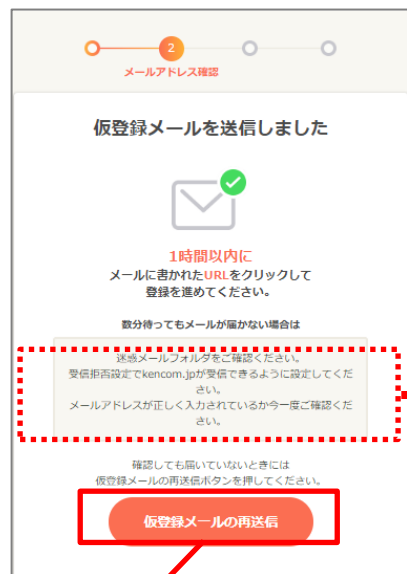 2
メールアドレス確認
仮登録メールを送信しました
1時間以内に
メールに書かれたURLをクリックして
登録を進めてください。
数分待ってもメールが届かない場合は
迷惑メールフォルダをご確認ください。
受信拒否設定でkencom.jpが受信できるように設定してくだ
さい。
メールアドレスが正しく入力されているか今一度ご確認くだ
さい。
確認しても届いていないときには
仮登録メールの再送信ボタンを押してください。
仮登録メールの再送信